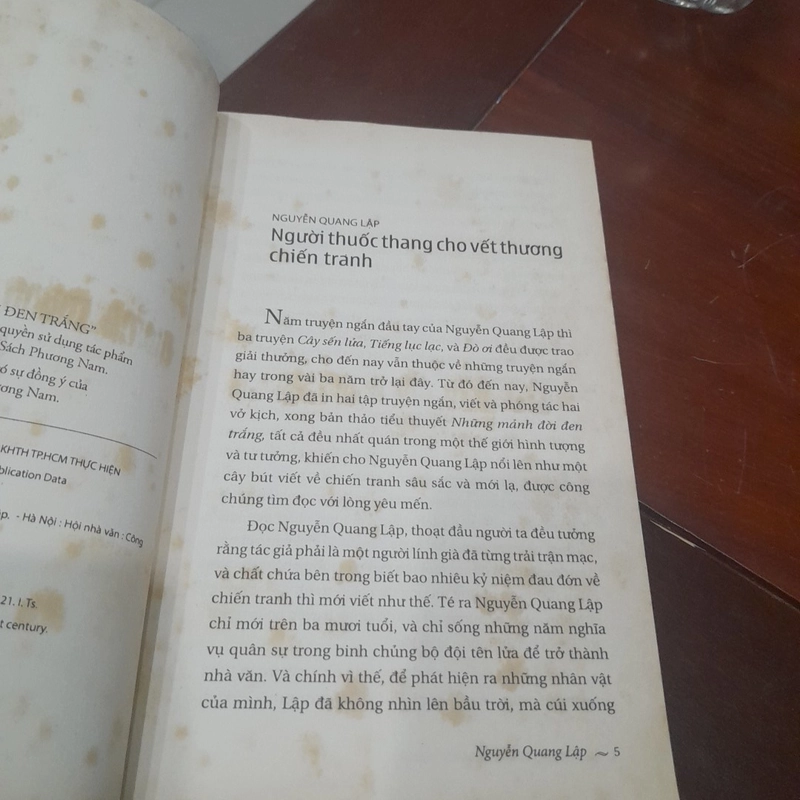 ĐEN TRẮNG"
quyền sử dụng tác phẩm
Sách Phương Nam.
ó sự đồng ý của
ương Nam.
KHTH TP.HCM THỰC HIỆN
blication Data
ập. - Hà Nội : Hội nhà văn : Công
21. I. Ts.
t century.
NGUYỄN QUANG LẬP
Người thuốc thang cho vết thương
chiến tranh
Năm truyện ngắn đầu tay của Nguyễn Quang Lập thì
ba truyện Cây sến lửa, Tiếng lục lạc, và Đò ơi đều được trao
giải thưởng, cho đến nay vẫn thuộc về những truyện ngắn
hay trong vài ba năm trở lại đây. Từ đó đến nay, Nguyễn
Quang Lập đã in hai tập truyện ngắn, viết và phóng tác hai
vở kịch, xong bản thảo tiểu thuyết Những mảnh đời đen
trắng, tất cả đều nhất quán trong một thế giới hình tượng
và tư tưởng, khiến cho Nguyễn Quang Lập nổi lên như một
cây bút viết về chiến tranh sâu sắc và mới lạ, được công
chúng tìm đọc với lòng yêu mến.
Đọc Nguyễn Quang Lập, thoạt đầu người ta đều tưởng
rằng tác giả phải là một người lính già đã từng trải trận mạc,
và chất chứa bên trong biết bao nhiêu kỷ niệm đau đớn về
chiến tranh thì mới viết như thế. Té ra Nguyễn Quang Lập
chỉ mới trên ba mươi tuổi, và chỉ sống những năm nghĩa
vụ quân sự trong binh chủng bộ đội tên lửa để trở thành
nhà văn. Và chính vì thế, để phát hiện ra những nhân vật
của mình, Lập đã không nhìn lên bầu trời, mà cúi xuống
Nguyễn Quang Lập ~ 5